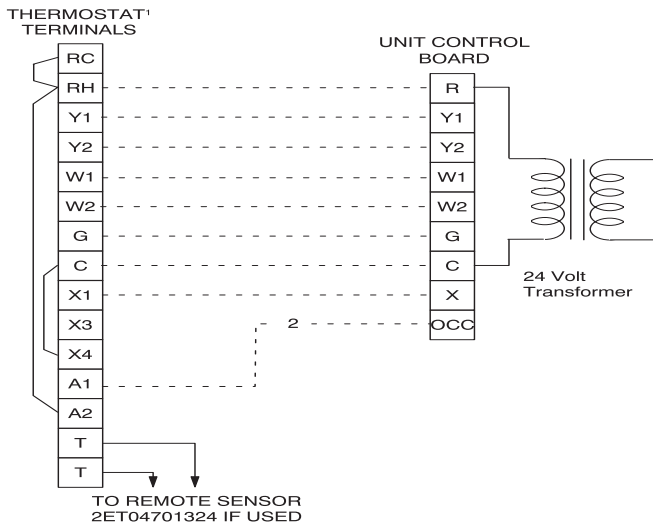 THERMOSTAT¹
TERMINALS
RC
RH
Y1
Y2
W1
W2
G
C
X1
X3
X4
A1
A2
T
T
UNIT CONTROL
BOARD
R
Y1
Y2
W1
W2
G
C
X
OCC
2
24 Volt
Transformer
TO REMOTE SENSOR
2ET04701324 IF USED